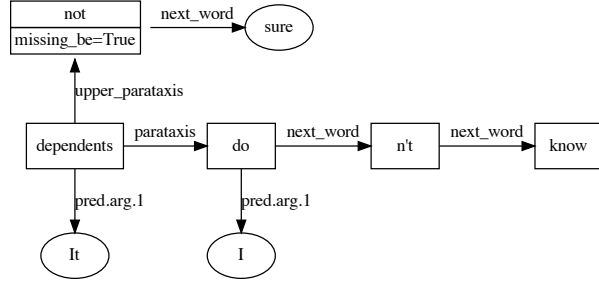 not next_word sure
missing_be=True
upper_parataxis
dependents parataxis do next_word n't next_word know
pred.arg.1 pred.arg.1
It I